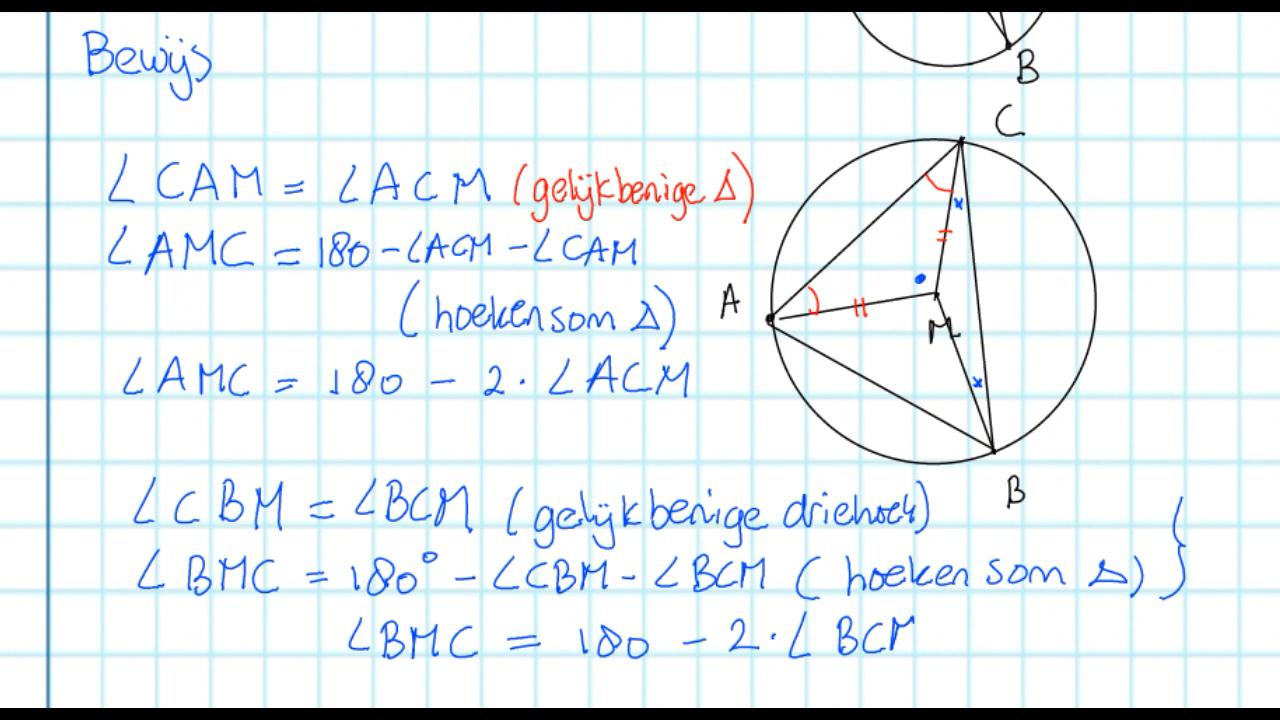 Bewijs
B
C
∠CAM = ∠ACM (gelijkbenige Δ)
∠AMC = 180 - ∠ACM - ∠CAM
(hoekensom Δ)
A
M
∠AMC = 180 - 2·∠ACM
B
∠CBM = ∠BCM (gelijkbenige driehoek)
∠BMC = 180° - ∠CBM - ∠BCM (hoekensom Δ)
∠BMC = 180 - 2·∠BCM